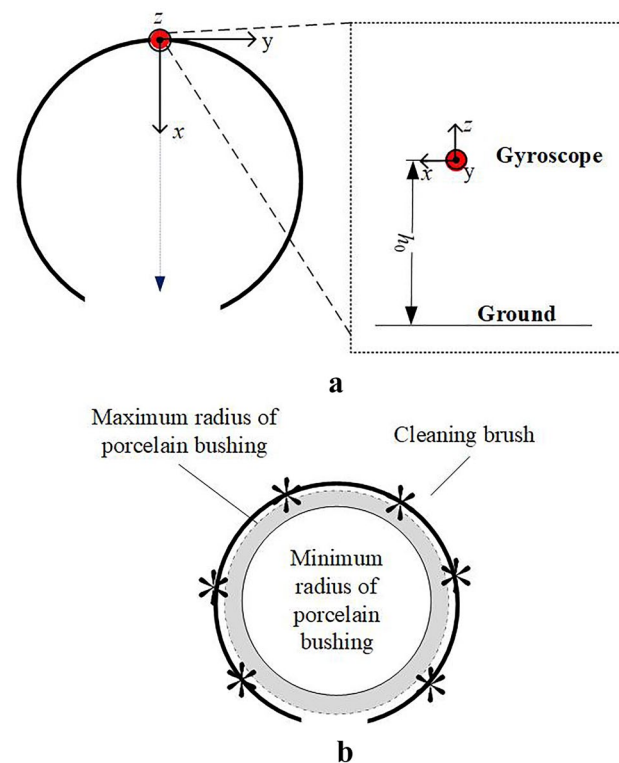 z
y
x
z
Gyroscope
x
y
h0
Ground
a
Maximum radius of
porcelain bushing
Cleaning brush
Minimum
radius of
porcelain
bushing
b